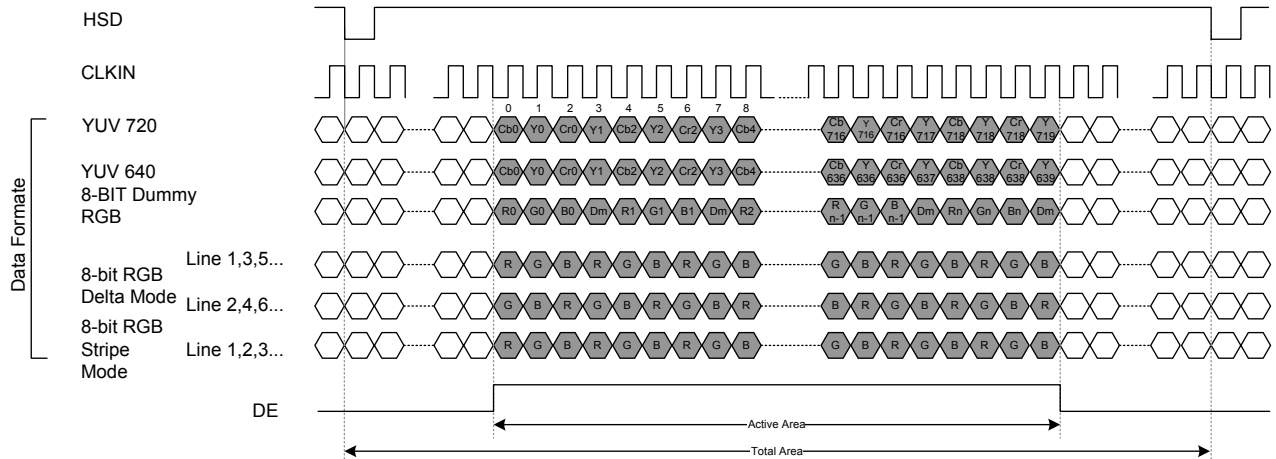 HSD
CLKIN
0 1 2 3 4 5 6 7 8
YUV 720
Cb0 Y0 Cr0 Y1 Cb2 Y2 Cr2 Y3 Cb4 Cb 716 Y 716 Cr 716 Y 717 Cb 718 Y 718 Cr 718 Y 719
YUV 640
Cb0 Y0 Cr0 Y1 Cb2 Y2 Cr2 Y3 Cb4 Cb 636 Y 636 Cr 636 Y 637 Cb 638 Y 638 Cr 638 Y 639
8-BIT Dummy
RGB
R0 G0 B0 Dm R1 G1 B1 Dm R2 R n-1 G n-1 B n-1 Dm Rn Gn Bn Dm
Data Formate
8-bit RGB
Delta Mode
Line 1,3,5...
R G B R G B R G B G B R G B R G B
Line 2,4,6...
G B R G B R G B R B R G B R G B R
8-bit RGB
Stripe
Mode
Line 1,2,3...
R G B R G B R G B G B R G B R G B
DE
Active Area
Total Area